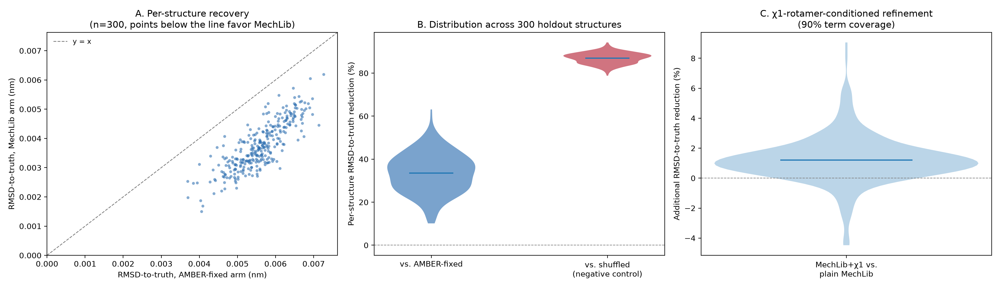 A. Per-structure recovery
(n=300, points below the line favor MechLib)
y = x
RMSD-to-truth, MechLib arm (nm)
0.007
0.006
0.005
0.004
0.003
0.002
0.001
0.000
0.000 0.001 0.002 0.003 0.004 0.005 0.006 0.007
RMSD-to-truth, AMBER-fixed arm (nm)
B. Distribution across 300 holdout structures
Per-structure RMSD-to-truth reduction (%)
80
60
40
20
0
vs. AMBER-fixed
vs. shuffled
(negative control)
C. χ1-rotamer-conditioned refinement
(90% term coverage)
Additional RMSD-to-truth reduction (%)
8
6
4
2
0
−2
−4
MechLib+χ1 vs.
plain MechLib